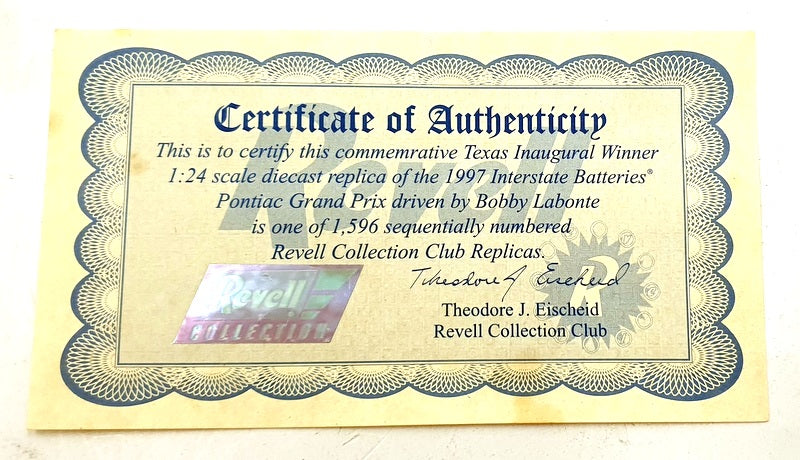 Certificate of Authenticity
This is to certify this commemrative Texas Inaugural Winner
1:24 scale diecast replica of the 1997 Interstate Batteries®
Pontiac Grand Prix driven by Bobby Labonte
is one of 1,596 sequentially numbered
Revell Collection Club Replicas.
Revell
COLLECTION
Theodore J Eischeid
Theodore J. Eischeid
Revell Collection Club
Revell
R